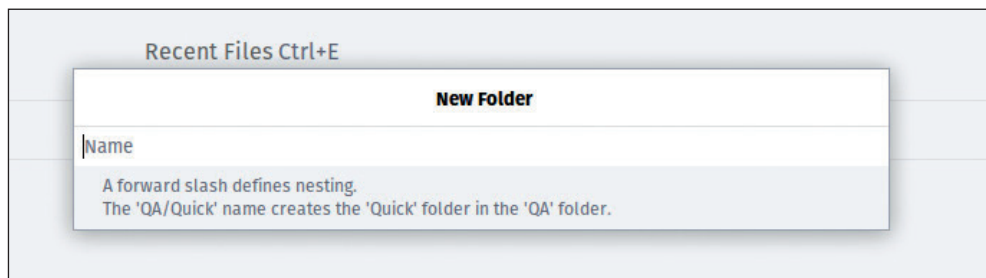 Recent Files Ctrl+E
New Folder
Name
A forward slash defines nesting.
The 'QA/Quick' name creates the 'Quick' folder in the 'QA' folder.